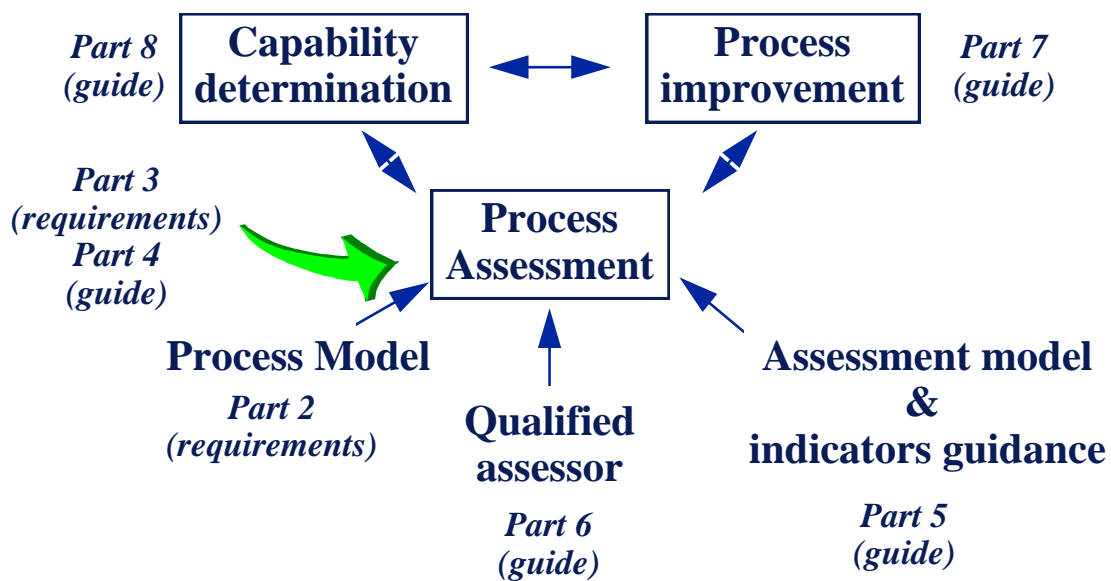 Part 8
(guide)
Capability
determination
Process
improvement
Part 7
(guide)
Part 3
(requirements)
Part 4
(guide)
Process
Assessment
Process Model
Part 2
(requirements)
Qualified
assessor
Part 6
(guide)
Assessment model
&
indicators guidance
Part 5
(guide)